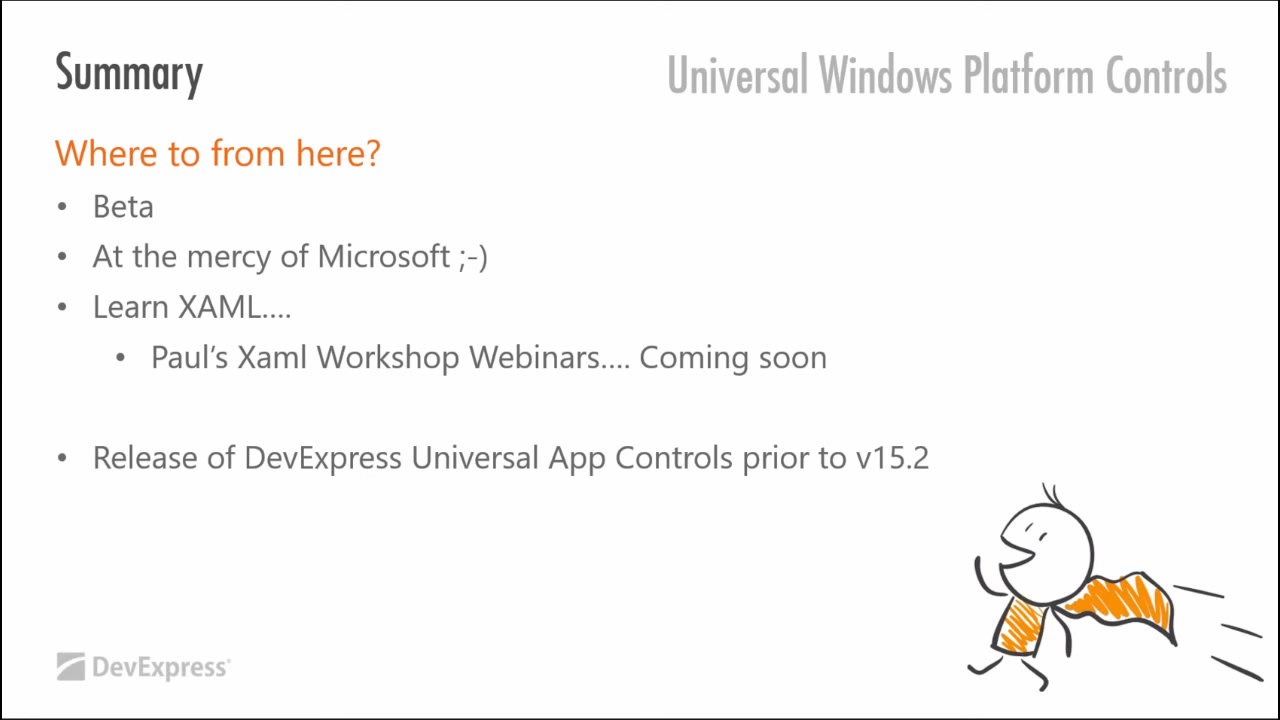 Summary
Universal Windows Platform Controls
Where to from here?
• Beta
• At the mercy of Microsoft ;-)
• Learn XAML....
• Paul's Xaml Workshop Webinars.... Coming soon
• Release of DevExpress Universal App Controls prior to v15.2
DevExpress